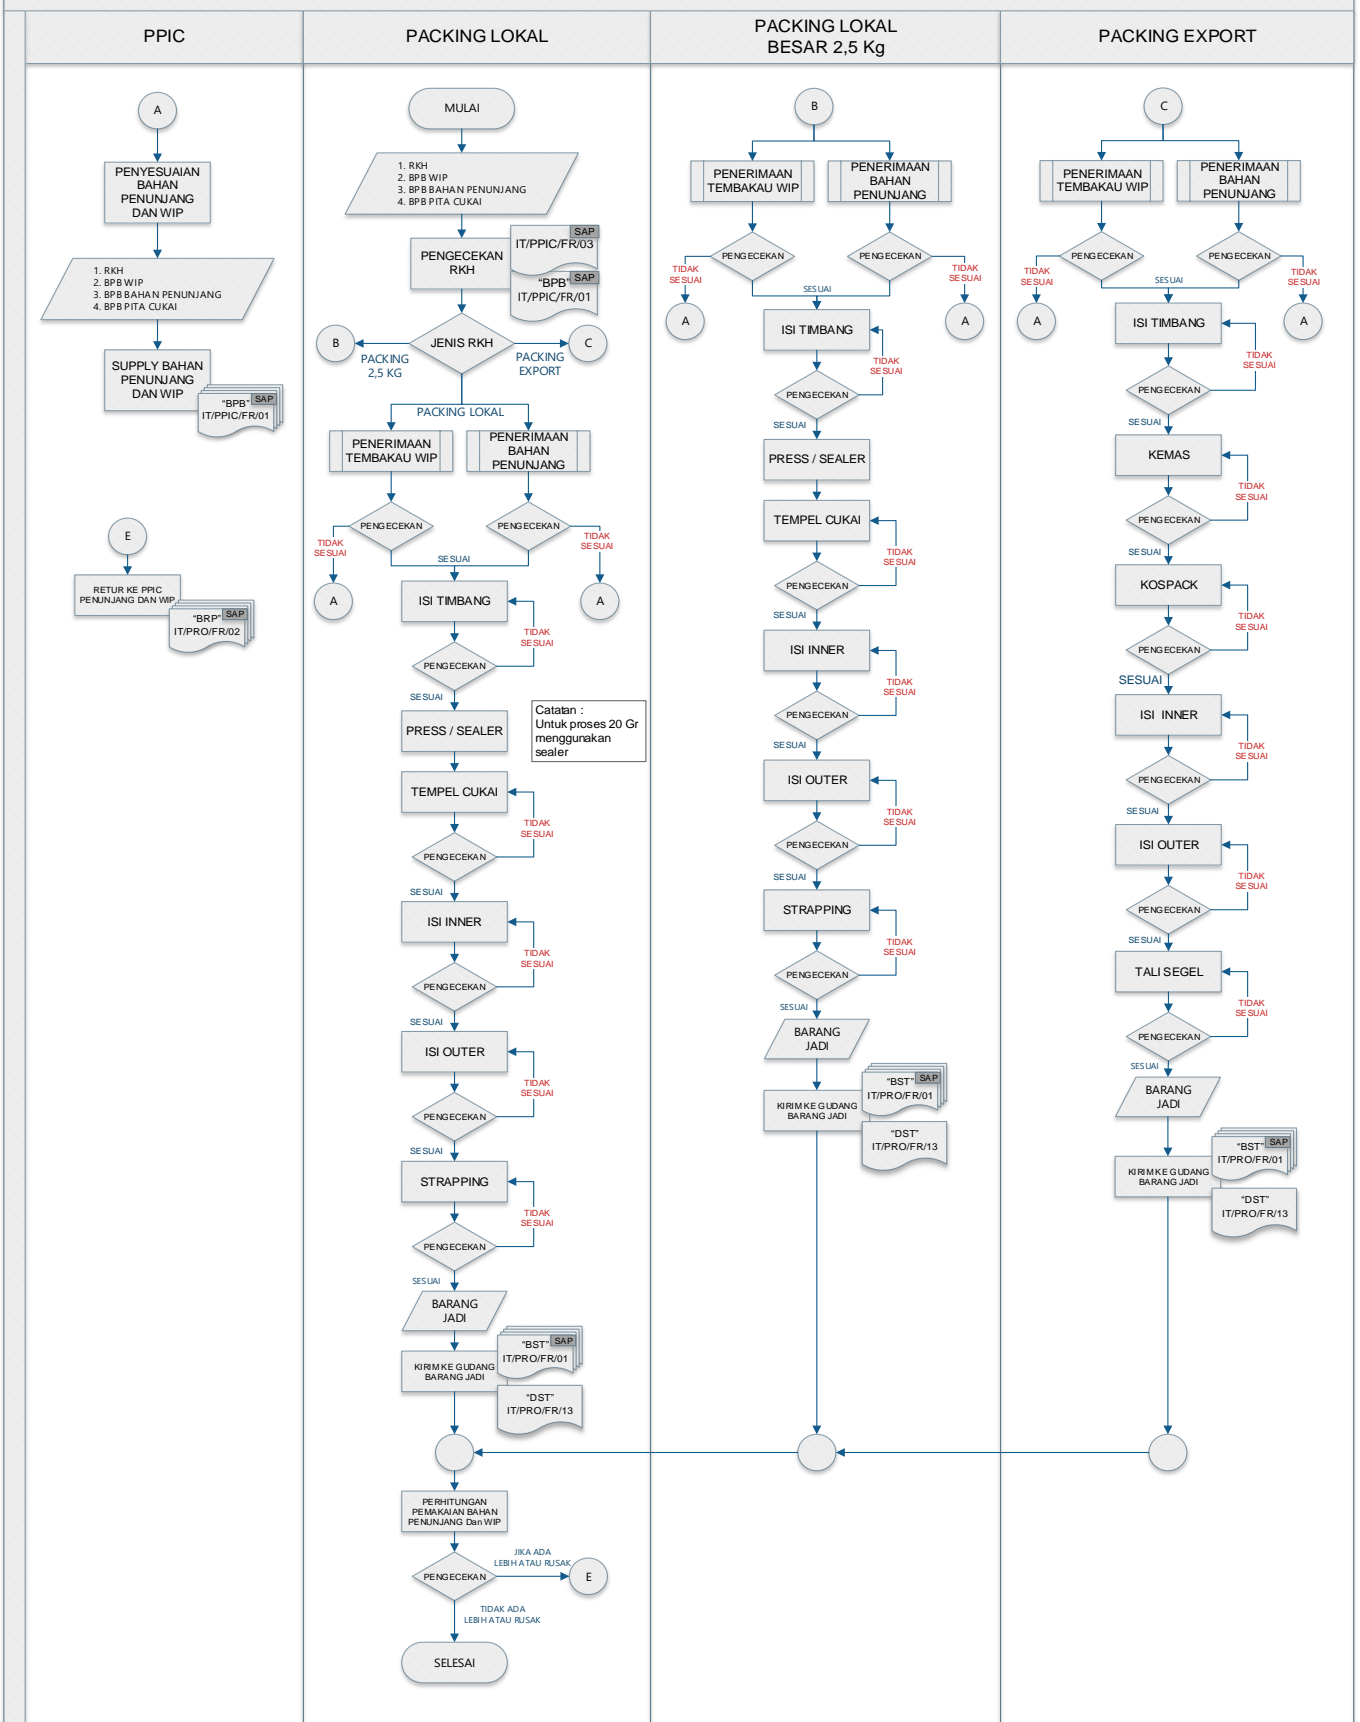 PPIC
PACKING LOKAL
PACKING LOKAL
BESAR 2,5 Kg
PACKING EXPORT
A
PENYESUAIAN
BAHAN
PENUNJANG
DAN WIP
1. RKH
2. BPB WIP
3. BPB BAHAN PENUNJANG
4. BPB PITA CUKAI
SUPPLY BAHAN
PENUNJANG
DAN WIP
"BPB"
SAP
IT/PPIC/FR/01
E
RETUR KE PPIC
PENUNJANG DAN WIP
"BRP"
SAP
IT/PRO/FR/02
MULAI
1. RKH
2. BPB WIP
3. BPB BAHAN PENUNJANG
4. BPB PITA CUKAI
PENGECEKAN
RKH
SAP
IT/PPIC/FR/03
"BPB"
SAP
IT/PPIC/FR/01
JENIS RKH
B
PACKING
2,5 KG
C
PACKING
EXPORT
PACKING LOKAL
PENERIMAAN
TEMBAKAU WIP
PENERIMAAN
BAHAN
PENUNJANG
PENGECEKAN
PENGECEKAN
TIDAK
SESUAI
TIDAK
SESUAI
SESUAI
A
A
ISI TIMBANG
TIDAK
SESUAI
PENGECEKAN
SESUAI
PRESS / SEALER
Catatan :
Untuk proses 20 Gr
menggunakan
sealer
TEMPEL CUKAI
TIDAK
SESUAI
PENGECEKAN
SESUAI
ISI INNER
TIDAK
SESUAI
PENGECEKAN
SESUAI
ISI OUTER
TIDAK
SESUAI
PENGECEKAN
SESUAI
STRAPPING
TIDAK
SESUAI
PENGECEKAN
SESUAI
BARANG
JADI
KIRIM KE GUDANG
BARANG JADI
"BST"
SAP
IT/PRO/FR/01
"DST"
IT/PRO/FR/13
PERHITUNGAN
PEMAKAIAN BAHAN
PENUNJANG Dan WIP
PENGECEKAN
JIKA ADA
LEBIH ATAU RUSAK
E
TIDAK ADA
LEBIH ATAU RUSAK
SELESAI
B
PENERIMAAN
TEMBAKAU WIP
PENERIMAAN
BAHAN
PENUNJANG
PENGECEKAN
PENGECEKAN
TIDAK
SESUAI
TIDAK
SESUAI
SESUAI
A
A
ISI TIMBANG
TIDAK
SESUAI
PENGECEKAN
SESUAI
PRESS / SEALER
TEMPEL CUKAI
TIDAK
SESUAI
PENGECEKAN
SESUAI
ISI INNER
TIDAK
SESUAI
PENGECEKAN
SESUAI
ISI OUTER
TIDAK
SESUAI
PENGECEKAN
SESUAI
STRAPPING
TIDAK
SESUAI
PENGECEKAN
SESUAI
BARANG
JADI
KIRIM KE GUDANG
BARANG JADI
"BST"
SAP
IT/PRO/FR/01
"DST"
IT/PRO/FR/13
C
PENERIMAAN
TEMBAKAU WIP
PENERIMAAN
BAHAN
PENUNJANG
PENGECEKAN
PENGECEKAN
TIDAK
SESUAI
TIDAK
SESUAI
SESUAI
A
A
ISI TIMBANG
TIDAK
SESUAI
PENGECEKAN
SESUAI
KEMAS
TIDAK
SESUAI
PENGECEKAN
SESUAI
KOSPACK
TIDAK
SESUAI
PENGECEKAN
SESUAI
ISI INNER
TIDAK
SESUAI
PENGECEKAN
SESUAI
ISI OUTER
TIDAK
SESUAI
PENGECEKAN
SESUAI
TALI SEGEL
TIDAK
SESUAI
PENGECEKAN
SESUAI
BARANG
JADI
KIRIM KE GUDANG
BARANG JADI
"BST"
SAP
IT/PRO/FR/01
"DST"
IT/PRO/FR/13